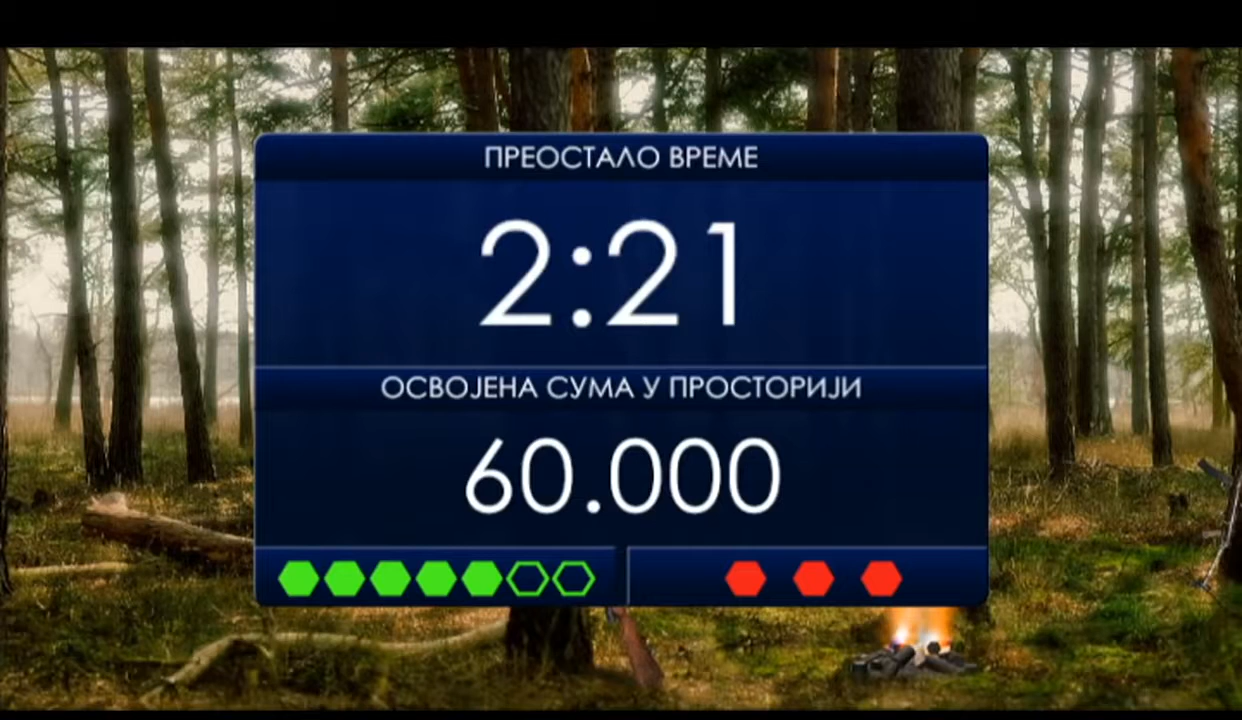 ПРЕОСТАЛО ВРЕМЕ
2:21
ОСВОЈЕНА СУМА У ПРОСТОРИЈИ
60.000